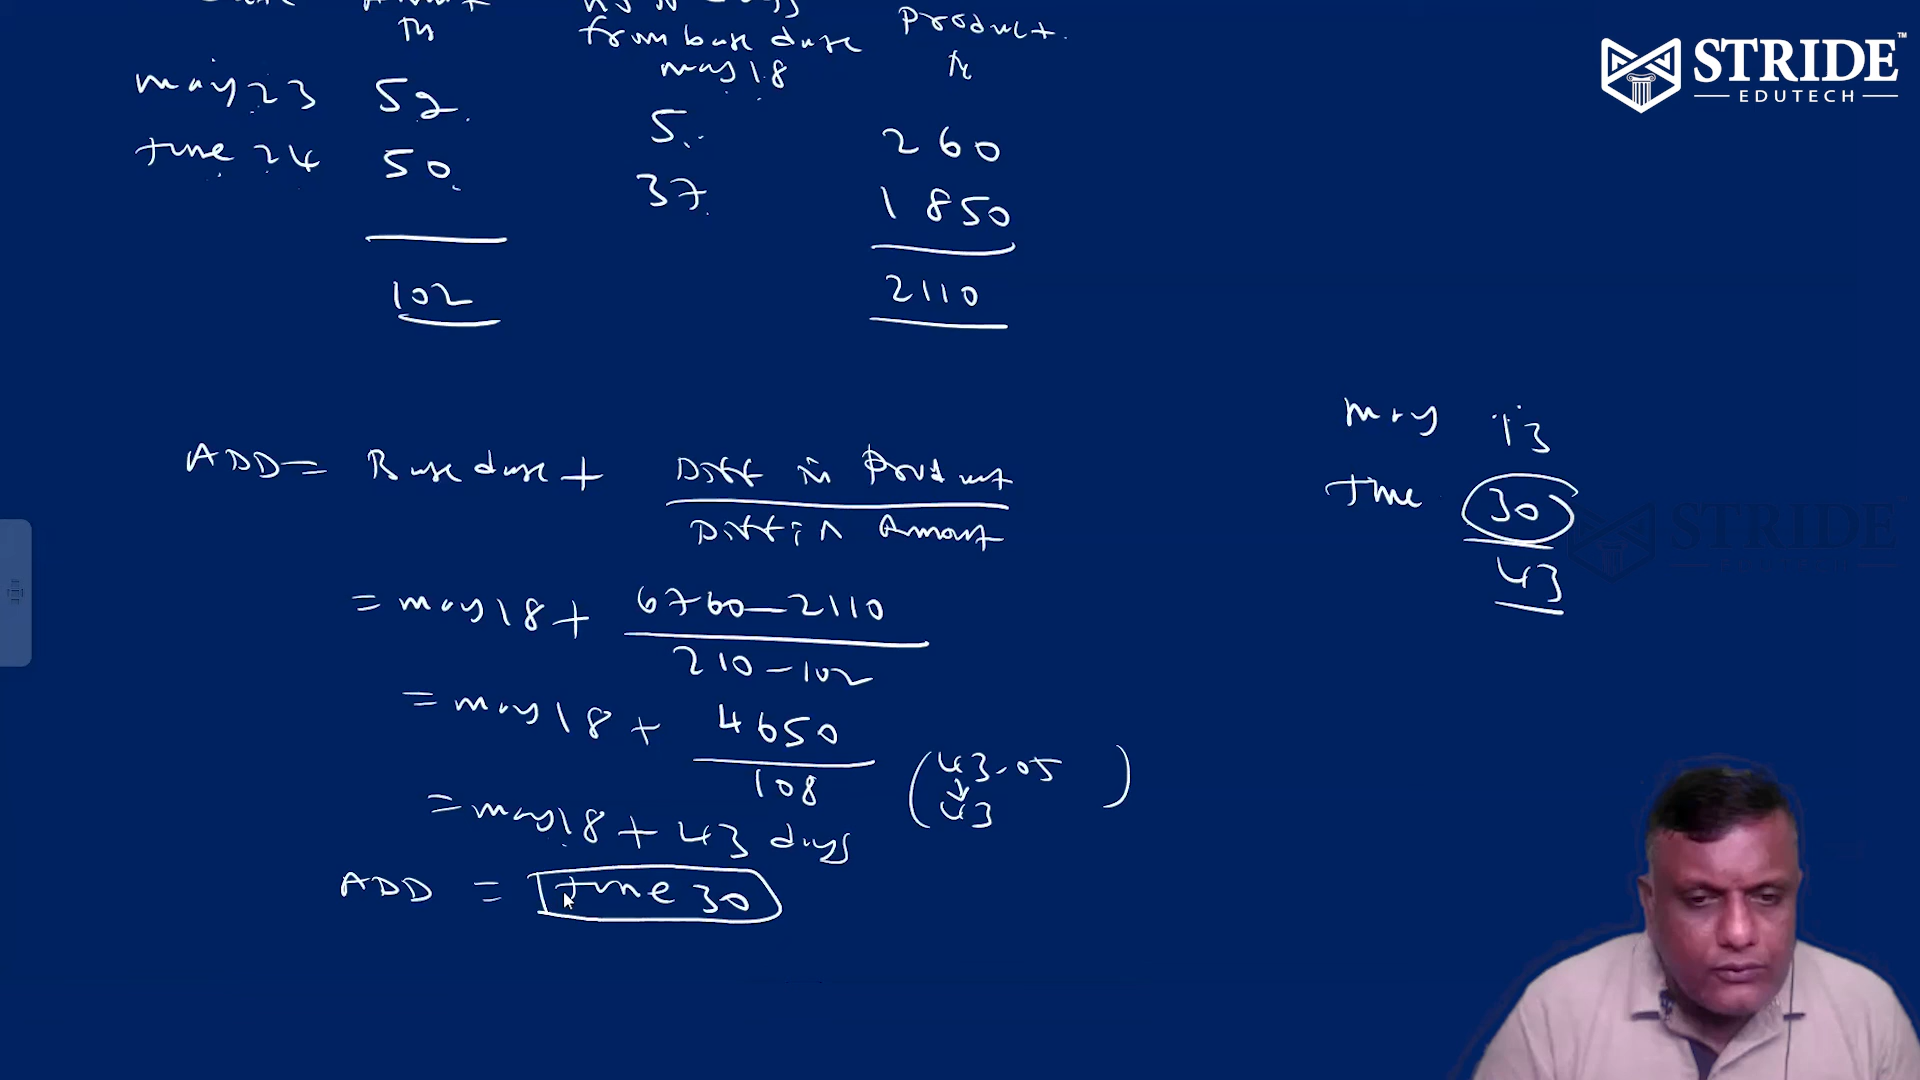 STRIDE™
EDUTECH
from base date Product.
May 18
May 23 52 5 260
June 24 50 37 1850
102 2110
May 13
June 30
43
ADD = Base date + Diff in Product
Diff in Amount
= May 18 + 6760 - 2110
210 - 102
= May 18 + 4650
108
(43.05
43)
= May 18 + 43 days
ADD = June 30
STRIDE